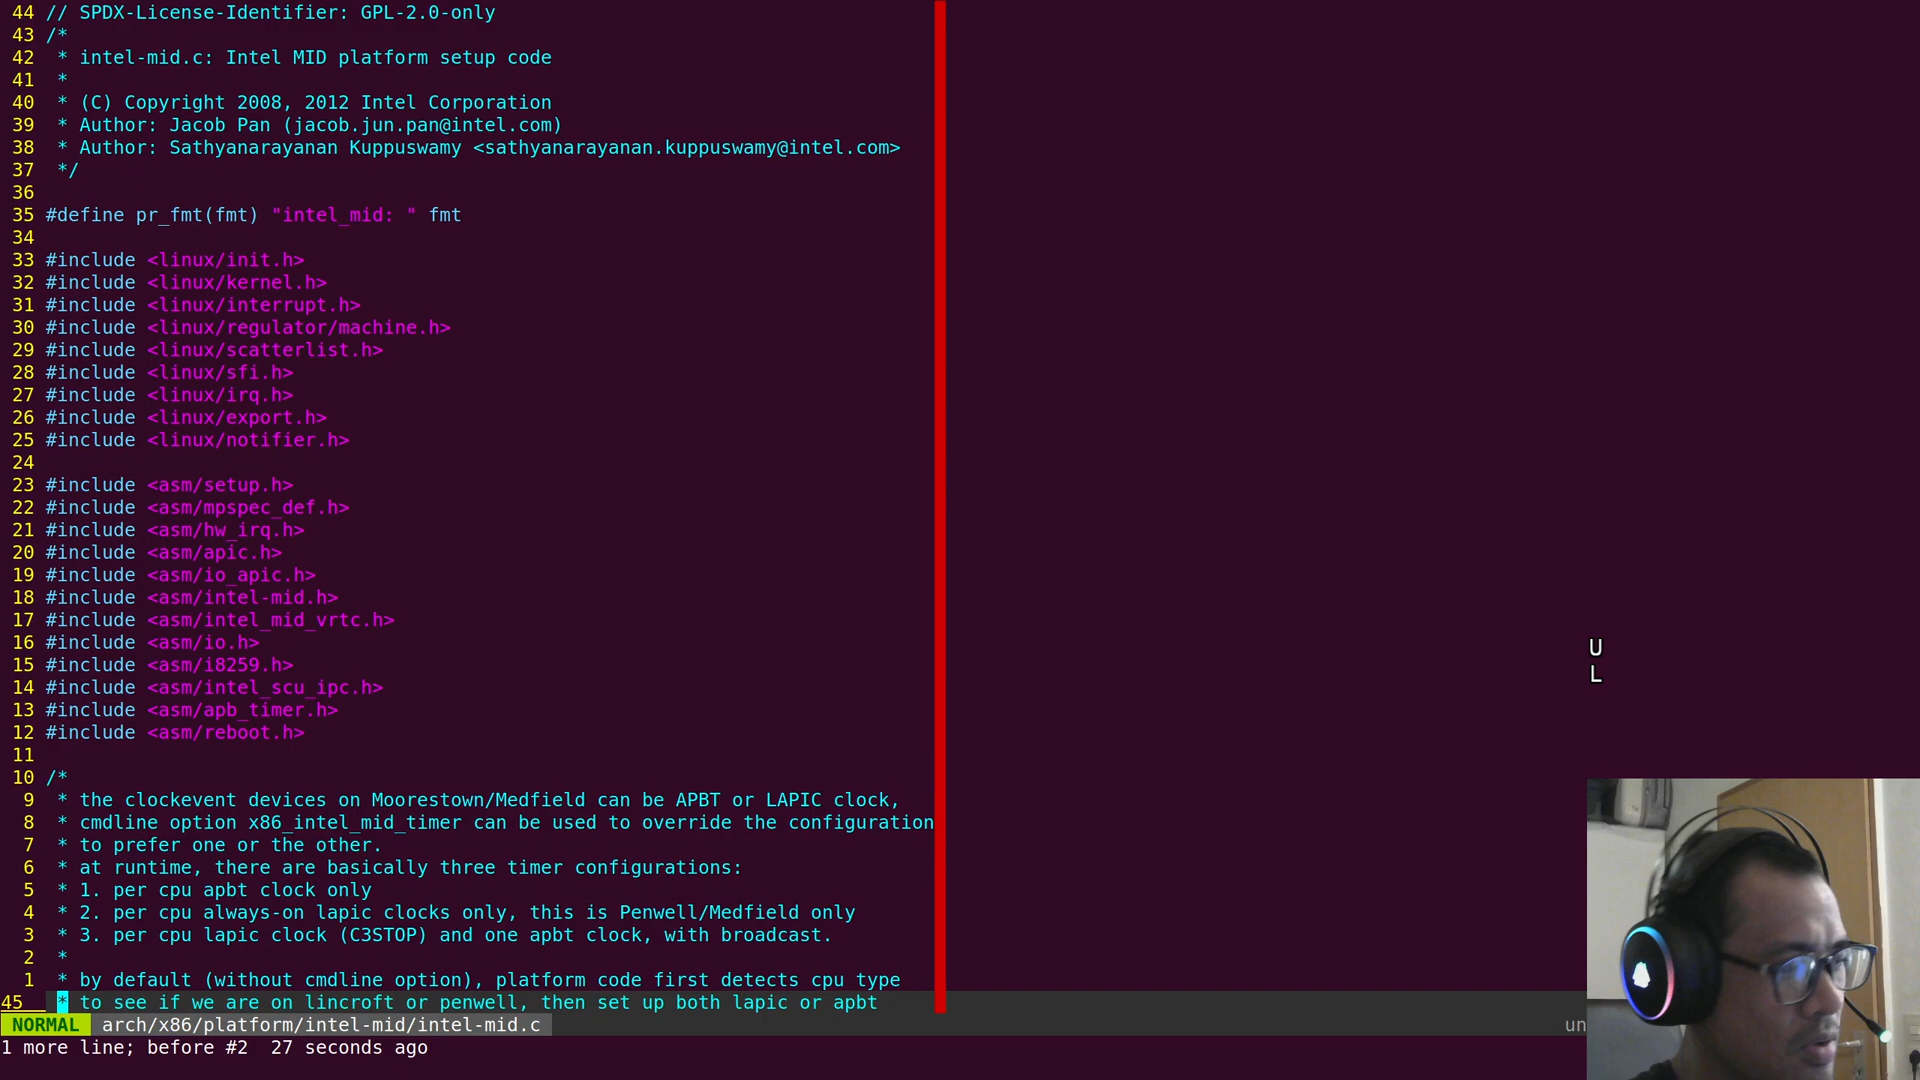 44 // SPDX-License-Identifier: GPL-2.0-only
43 /*
42  * intel-mid.c: Intel MID platform setup code
41  *
40  * (C) Copyright 2008, 2012 Intel Corporation
39  * Author: Jacob Pan (jacob.jun.pan@intel.com)
38  * Author: Sathyanarayanan Kuppuswamy <sathyanarayanan.kuppuswamy@intel.com>
37  */
36
35 #define pr_fmt(fmt) "intel_mid: " fmt
34
33 #include <linux/init.h>
32 #include <linux/kernel.h>
31 #include <linux/interrupt.h>
30 #include <linux/regulator/machine.h>
29 #include <linux/scatterlist.h>
28 #include <linux/sfi.h>
27 #include <linux/irq.h>
26 #include <linux/export.h>
25 #include <linux/notifier.h>
24
23 #include <asm/setup.h>
22 #include <asm/mpspec_def.h>
21 #include <asm/hw_irq.h>
20 #include <asm/apic.h>
19 #include <asm/io_apic.h>
18 #include <asm/intel-mid.h>
17 #include <asm/intel_mid_vrtc.h>
16 #include <asm/io.h>
15 #include <asm/i8259.h>
14 #include <asm/intel_scu_ipc.h>
13 #include <asm/apb_timer.h>
12 #include <asm/reboot.h>
11
10 /*
9  * the clockevent devices on Moorestown/Medfield can be APBT or LAPIC clock,
8  * cmdline option x86_intel_mid_timer can be used to override the configuration
7  * to prefer one or the other.
6  * at runtime, there are basically three timer configurations:
5  * 1. per cpu apbt clock only
4  * 2. per cpu always-on lapic clocks only, this is Penwell/Medfield only
3  * 3. per cpu lapic clock (C3STOP) and one apbt clock, with broadcast.
2  *
1  * by default (without cmdline option), platform code first detects cpu type
45  * to see if we are on lincroft or penwell, then set up both lapic or apbt
NORMAL arch/x86/platform/intel-mid/intel-mid.c un
1 more line; before #2  27 seconds ago
U
L